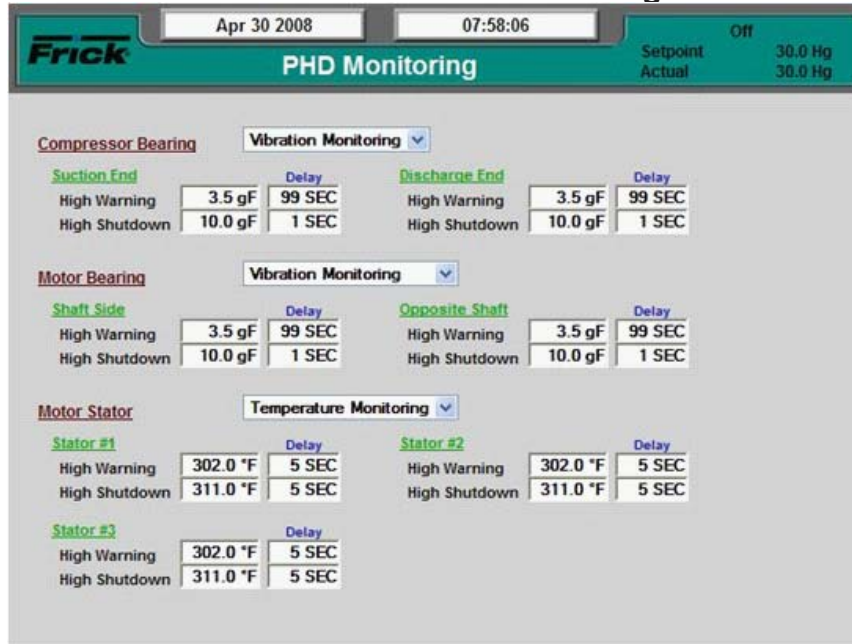 Apr 30 2008 07:58:06 Off
Frick PHD Monitoring Setpoint 30.0 Hg
Actual 30.0 Hg
Compressor Bearing Vibration Monitoring
Suction End Delay Discharge End Delay
High Warning 3.5 gF 99 SEC High Warning 3.5 gF 99 SEC
High Shutdown 10.0 gF 1 SEC High Shutdown 10.0 gF 1 SEC
Motor Bearing Vibration Monitoring
Shaft Side Delay Opposite Shaft Delay
High Warning 3.5 gF 99 SEC High Warning 3.5 gF 99 SEC
High Shutdown 10.0 gF 1 SEC High Shutdown 10.0 gF 1 SEC
Motor Stator Temperature Monitoring
Stator #1 Delay Stator #2 Delay
High Warning 302.0 °F 5 SEC High Warning 302.0 °F 5 SEC
High Shutdown 311.0 °F 5 SEC High Shutdown 311.0 °F 5 SEC
Stator #3 Delay
High Warning 302.0 °F 5 SEC
High Shutdown 311.0 °F 5 SEC